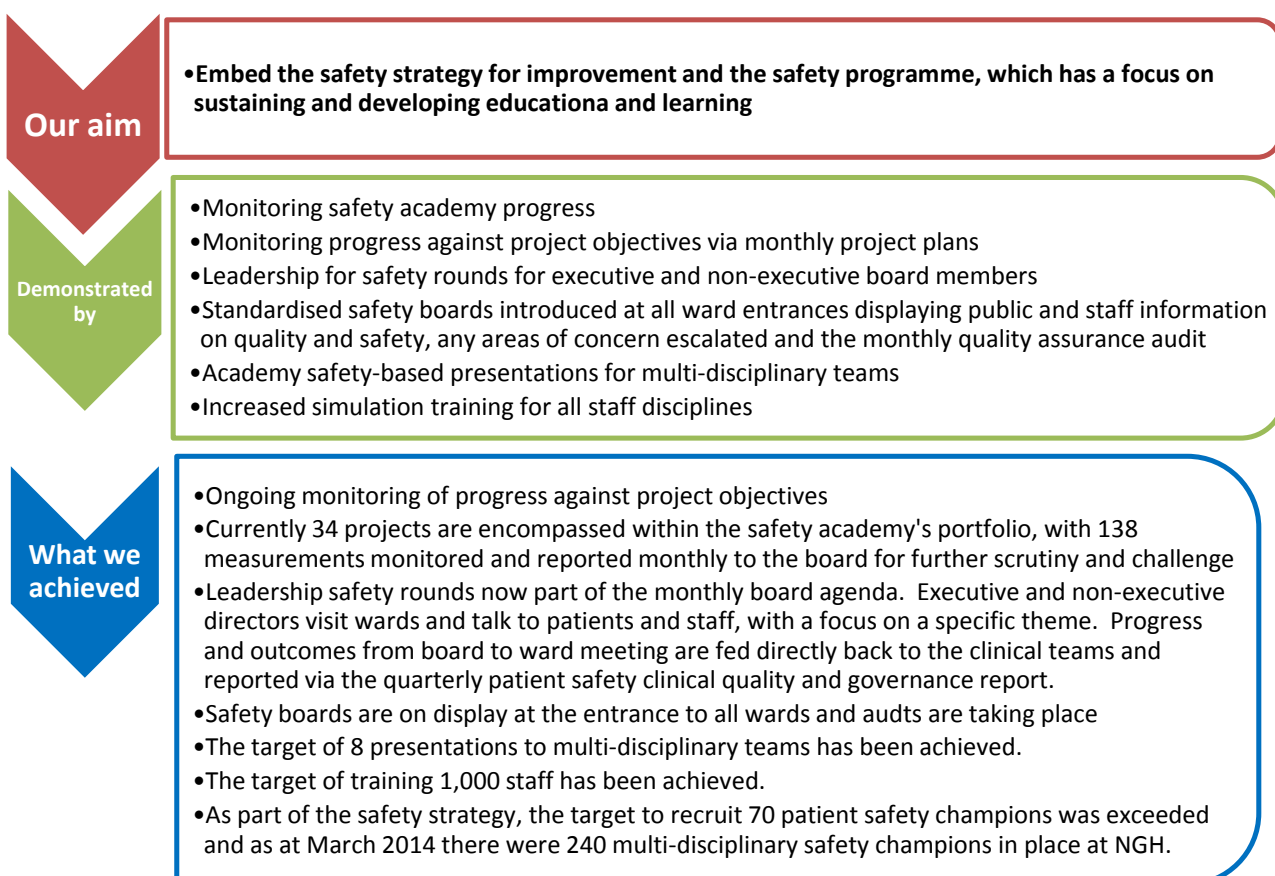 Our aim
•Embed the safety strategy for improvement and the safety programme, which has a focus on
sustaining and developing educationa and learning
Demonstrated
by
•Monitoring safety academy progress
•Monitoring progress against project objectives via monthly project plans
•Leadership for safety rounds for executive and non-executive board members
•Standardised safety boards introduced at all ward entrances displaying public and staff information
on quality and safety, any areas of concern escalated and the monthly quality assurance audit
•Academy safety-based presentations for multi-disciplinary teams
•Increased simulation training for all staff disciplines
What we
achieved
•Ongoing monitoring of progress against project objectives
•Currently 34 projects are encompassed within the safety academy's portfolio, with 138
measurements monitored and reported monthly to the board for further scrutiny and challenge
•Leadership safety rounds now part of the monthly board agenda.  Executive and non-executive
directors visit wards and talk to patients and staff, with a focus on a specific theme.  Progress
and outcomes from board to ward meeting are fed directly back to the clinical teams and
reported via the quarterly patient safety clinical quality and governance report.
•Safety boards are on display at the entrance to all wards and audts are taking place
•The target of 8 presentations to multi-disciplinary teams has been achieved.
•The target of training 1,000 staff has been achieved.
•As part of the safety strategy, the target to recruit 70 patient safety champions was exceeded
and as at March 2014 there were 240 multi-disciplinary safety champions in place at NGH.